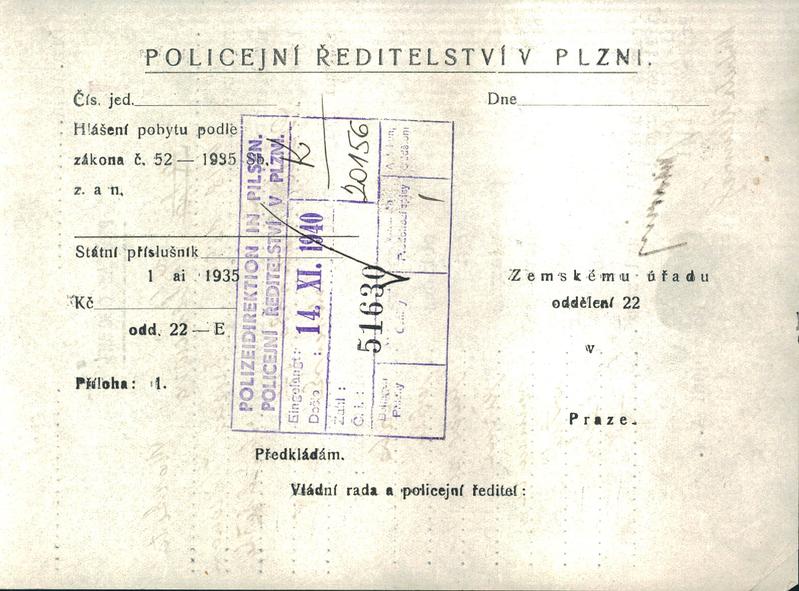 POLICEJNÍ ŘEDITELSTVÍ V PLZNI.
Čís. jed.
Dne
Hlášení pobytu podle
zákona č. 52 — 1935 Sb.
z. a n.
Státní příslušník
1 ai 1935
Kč
odd. 22 — E
Příloha: 1.
Zemskému úřadu
oddělení 22
v
Praze.
POLIZEIDIREKTION IN PILSEN.
POLICEJNÍ ŘEDITELSTVÍ V PLZNI.
Eingelangt:
Došlo :
14. XI. 1940
K
Zahl :
Č. j. :
51630
20156
Beilagen
Přílohy
1
Předkládám.
Vládní rada a policejní ředitel :